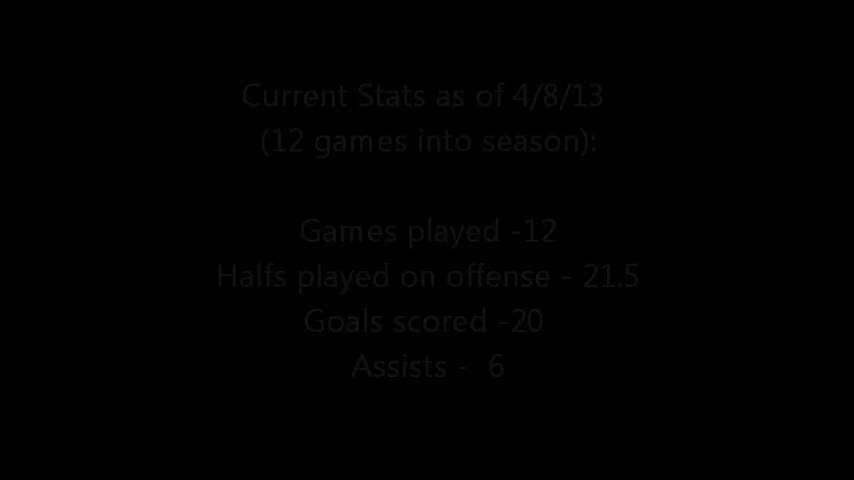 Current Stats as of 4/8/13
(12 games into season):
Games played -12
Halfs played on offense - 21.5
Goals scored -20
Assists - 6